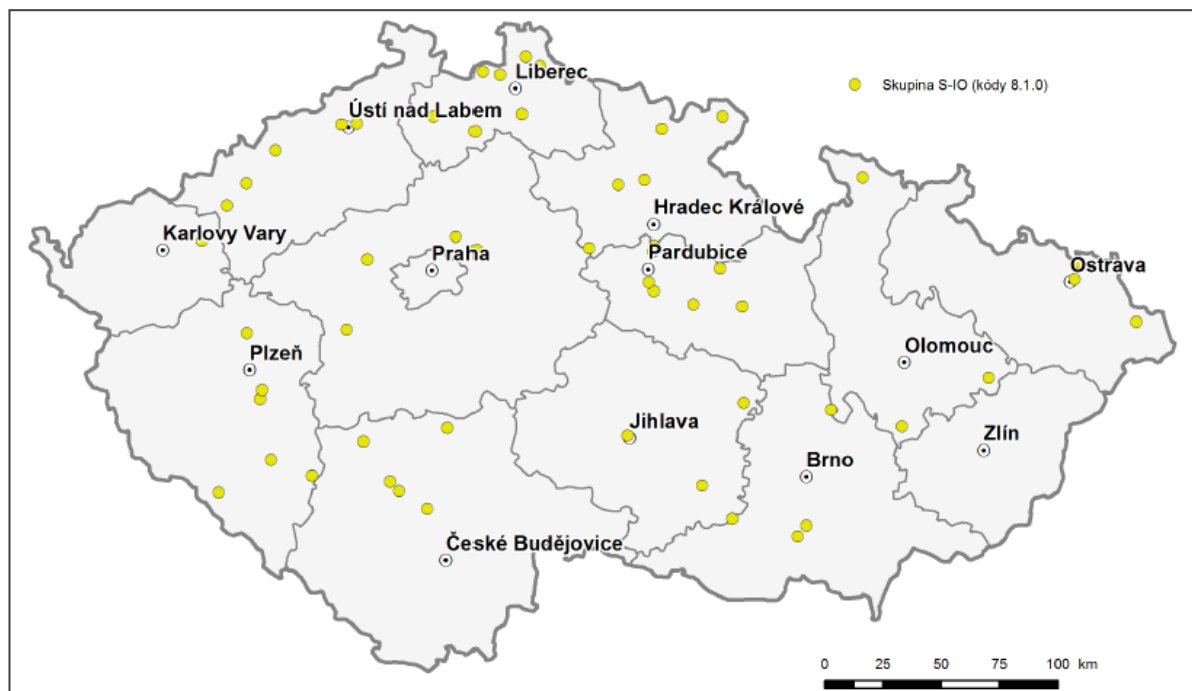 Liberec
Skupina S-IO (kódy 8.1.0)
Ústí nad Labem
Hradec Králové
Karlovy Vary
Praha
Pardubice
Ostrava
Plzeň
Olomouc
Jihlava
Zlín
Brno
České Budějovice
0 25 50 75 100 km